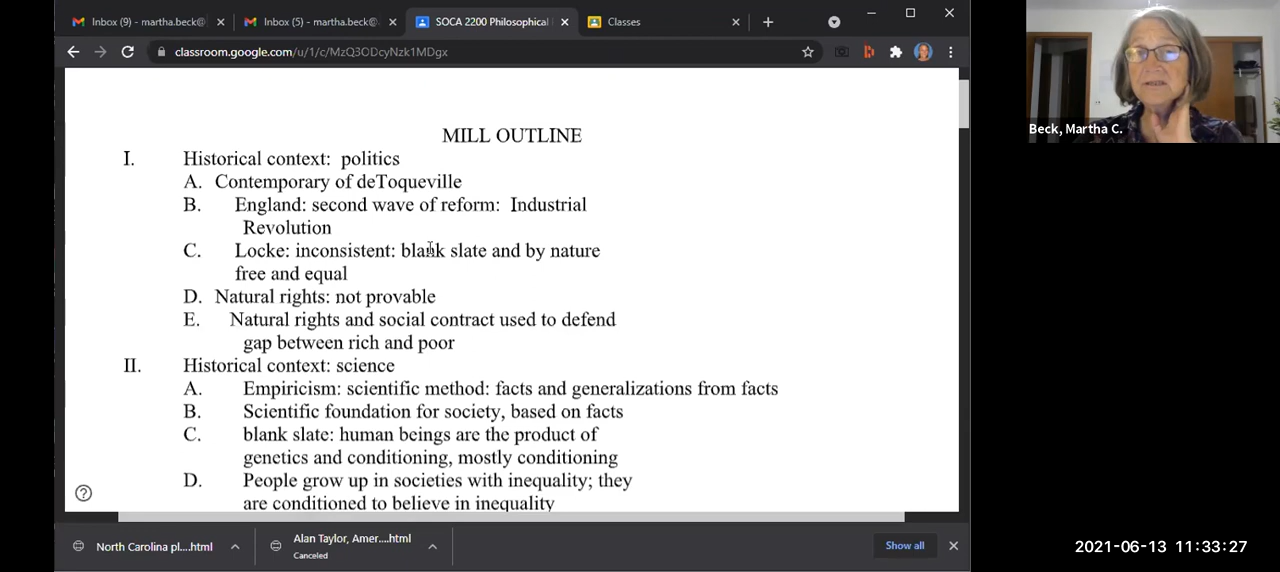 Inbox (9) - martha.beck@
Inbox (5) - martha.beck@
SOCA 2200 Philosophical
Classes
classroom.google.com/u/1/c/MzQ3ODcyNzk1MDgx
MILL OUTLINE
I. Historical context: politics
A. Contemporary of deToqueville
B. England: second wave of reform: Industrial
Revolution
C. Locke: inconsistent: blank slate and by nature
free and equal
D. Natural rights: not provable
E. Natural rights and social contract used to defend
gap between rich and poor
II. Historical context: science
A. Empiricism: scientific method: facts and generalizations from facts
B. Scientific foundation for society, based on facts
C. blank slate: human beings are the product of
genetics and conditioning, mostly conditioning
D. People grow up in societies with inequality; they
are conditioned to believe in inequality
North Carolina pl....html
Alan Taylor, Amer....html
Canceled
Show all
Beck, Martha C.
2021-06-13 11:33:27